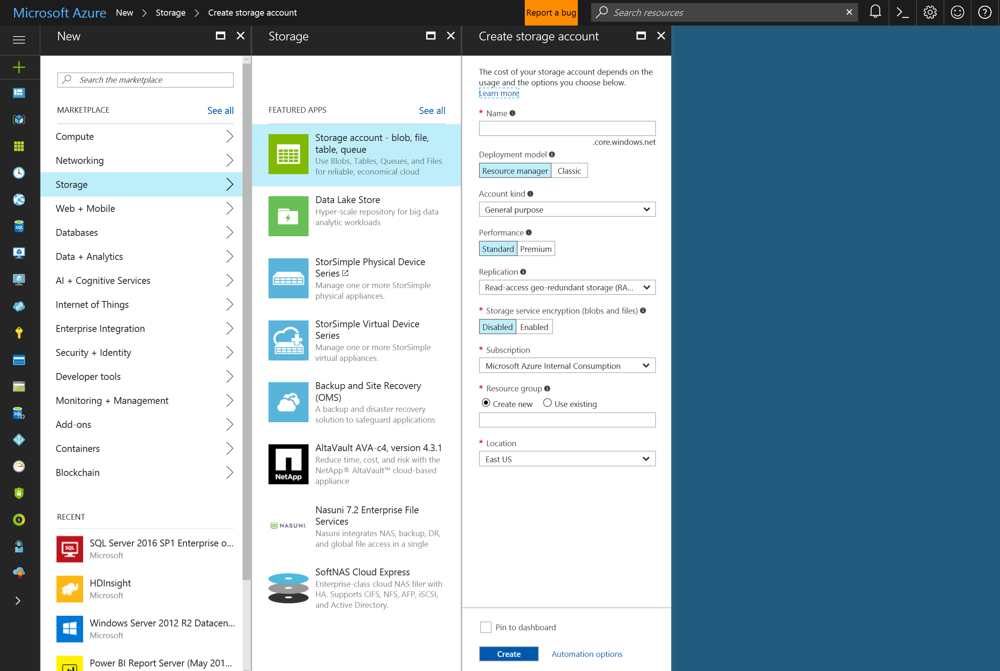 Microsoft Azure New Storage Create storage account
Report a bug
Search resources
New
Search the marketplace
MARKETPLACE See all
Compute
Networking
Storage
Web + Mobile
Databases
Data + Analytics
AI + Cognitive Services
Internet of Things
Enterprise Integration
Security + Identity
Developer tools
Monitoring + Management
Add-ons
Containers
Blockchain
RECENT
SQL Server 2016 SP1 Enterprise o...
Microsoft
HDInsight
Microsoft
Windows Server 2012 R2 Datacen...
Microsoft
Power BI Report Server (May 201...
SQL
SQL
SQL
Storage
FEATURED APPS See all
Storage account - blob, file,
table, queue
Use Blobs, Tables, Queues, and Files
for reliable, economical cloud
Data Lake Store
Hyper-scale repository for big data
analytic workloads
StorSimple Physical Device
Series
Manage one or more StorSimple
physical appliances.
StorSimple Virtual Device
Series
Manage one or more StorSimple
virtual appliances.
Backup and Site Recovery
(OMS)
A backup and disaster recovery
solution to safeguard applications
NetApp
AltaVault AVA-c4, version 4.3.1
Reduce time, cost, and risk with the
NetApp® AltaVault™ cloud-based
appliance
NASUNI.
Nasuni 7.2 Enterprise File
Services
Nasuni integrates NAS, backup, DR,
and global file access in a single
SoftNAS Cloud Express
Enterprise-class cloud NAS filer with
HA. Supports CIFS, NFS, AFP, iSCSI,
and Active Directory.
Create storage account
The cost of your storage account depends on the
usage and the options you choose below.
Learn more
* Name
.core.windows.net
Deployment model
Resource manager Classic
Account kind
General purpose
Performance
Standard Premium
Replication
Read-access geo-redundant storage (RA...
* Storage service encryption (blobs and files)
Disabled Enabled
* Subscription
Microsoft Azure Internal Consumption
* Resource group
Create new Use existing
* Location
East US
Pin to dashboard
Create Automation options